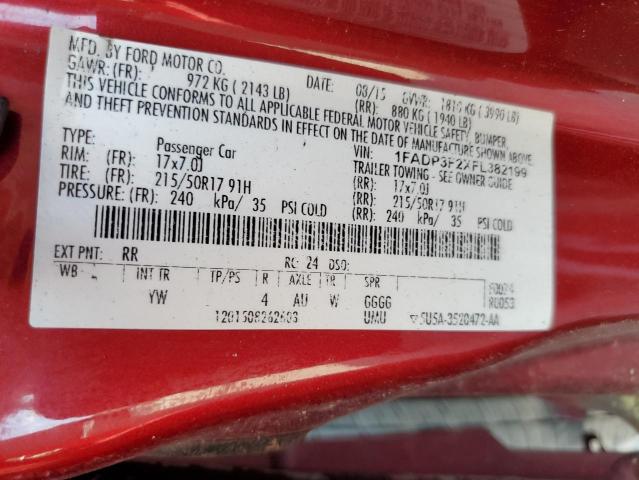 MFD. BY FORD MOTOR CO.
DATE: 08/15 GVWR: 1810 KG ( 3990 LB)
GAWR: (FR): 972 KG ( 2143 LB) (RR): 880 KG ( 1940 LB)
THIS VEHICLE CONFORMS TO ALL APPLICABLE FEDERAL MOTOR VEHICLE SAFETY, BUMPER,
AND THEFT PREVENTION STANDARDS IN EFFECT ON THE DATE OF MANUFACTURE SHOWN ABOVE.
VIN: 1FADP3F2XFL382199
TYPE: Passenger Car TRAILER TOWING - SEE OWNER GUIDE
RIM: (FR): 17x7.0J (RR): 17x7.0J
TIRE: (FR): 215/50R17 91H (RR): 215/50R17 91H
PRESSURE: (FR) 240 kPa/ 35 PSI COLD (RR) 240 kPa/ 35 PSI COLD
EXT PNT: RR RC: 24 DSO:
WB INT TR TP/PS R AXLE TR SPR
YW 4 AU W GGGG
UMU 5U5A-3520472-AA